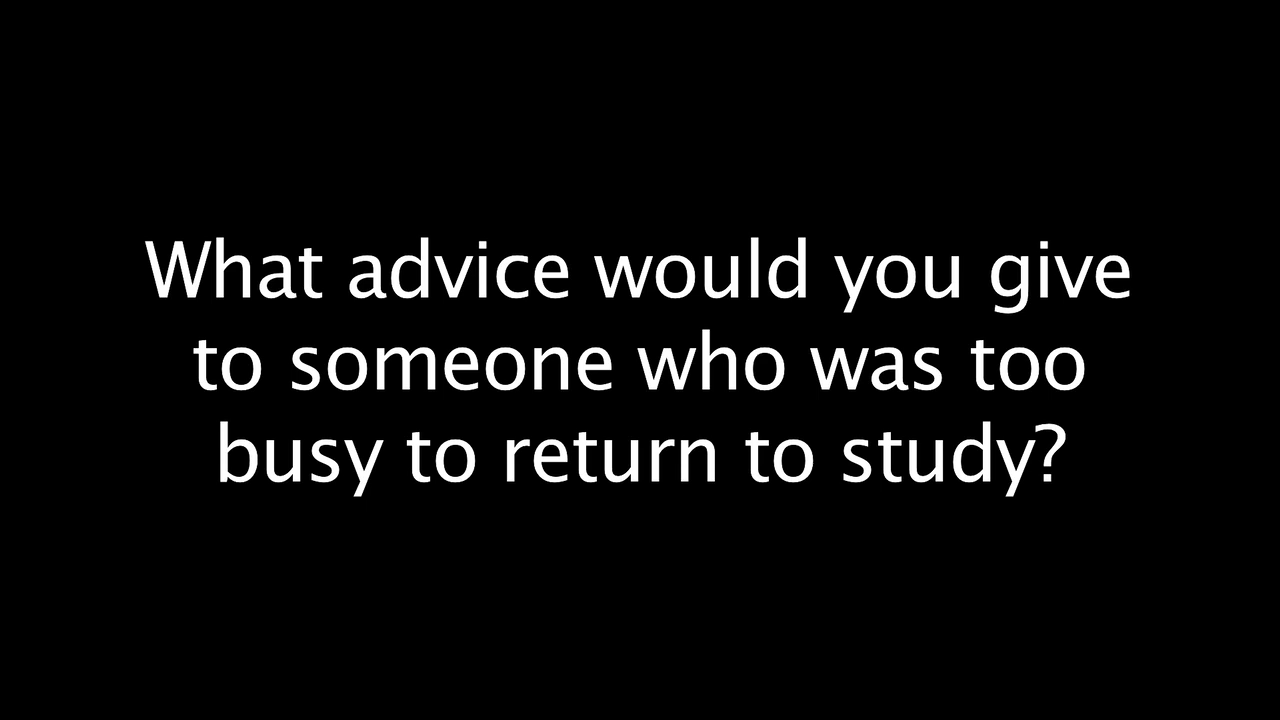 What advice would you give
to someone who was too
busy to return to study?